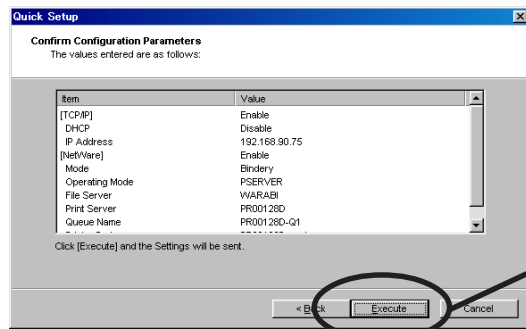 Quick Setup
Confirm Configuration Parameters
The values entered are as follows:
Item Value
[TCP/IP] Enable
DHCP Disable
IP Address 192.168.90.75
[NetWare] Enable
Mode Bindery
Operating Mode PSERVER
File Server WARABI
Print Server PR00128D
Queue Name PR00128D-Q1
Click [Execute] and the Settings will be sent.
< Back Execute Cancel